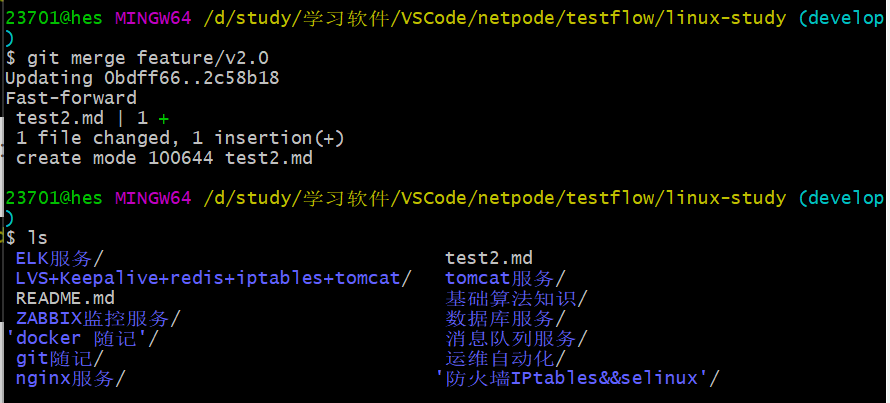 23701@hes MINGW64 /d/study/学习软件/VSCode/netpode/testflow/linux-study (develop
)
$ git merge feature/v2.0
Updating 0bdff66..2c58b18
Fast-forward
 test2.md | 1 +
 1 file changed, 1 insertion(+)
 create mode 100644 test2.md
23701@hes MINGW64 /d/study/学习软件/VSCode/netpode/testflow/linux-study (develop
)
$ ls
 ELK服务/ test2.md
 LVS+Keepalive+redis+iptables+tomcat/ tomcat服务/
 README.md 基础算法知识/
 ZABBIX监控服务/ 数据库服务/
'docker 随记'/ 消息队列服务/
 git随记/ 运维自动化/
 nginx服务/ '防火墙IPtables&&selinux'/